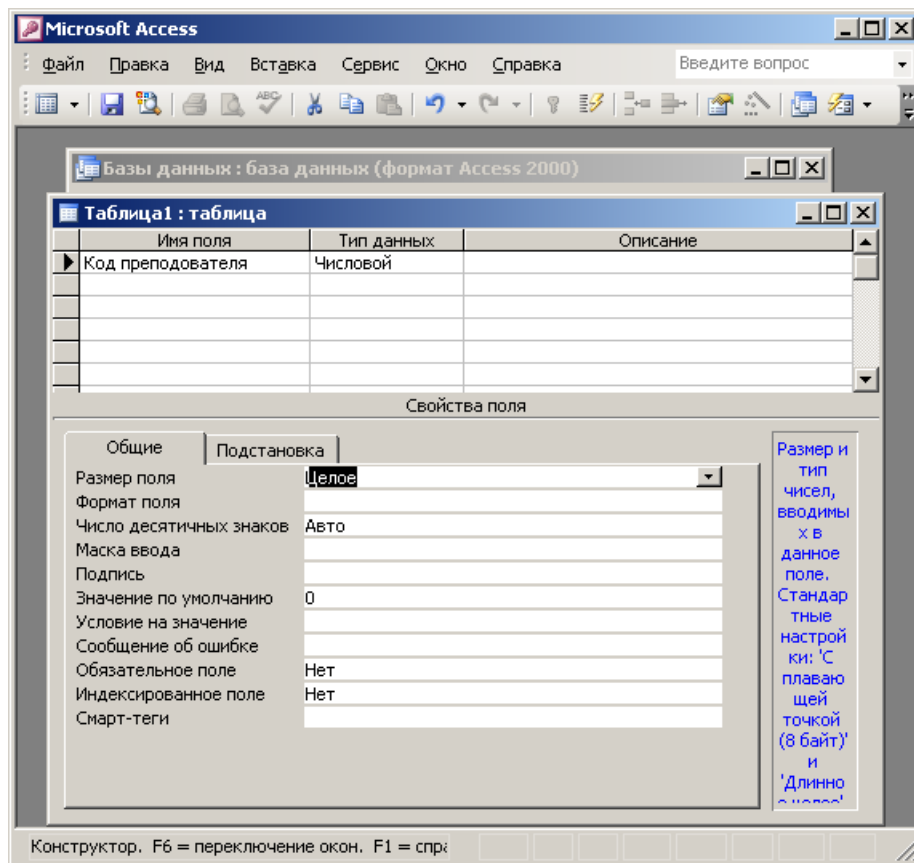 Microsoft Access
Файл Правка Вид Вставка Сервис Окно Справка Введите вопрос
ABC
Базы данных : база данных (формат Access 2000)
Таблица1 : таблица
Имя поля Тип данных Описание
Код преподователя Числовой
Свойства поля
Общие Подстановка
Размер поля Целое
Формат поля
Число десятичных знаков Авто
Маска ввода
Подпись
Значение по умолчанию 0
Условие на значение
Сообщение об ошибке
Обязательное поле Нет
Индексированное поле Нет
Смарт-теги
Размер и
тип
чисел,
вводимы
х в
данное
поле.
Стандар
тные
настрой
ки: 'С
плаваю
щей
точкой
(8 байт)'
и
'Длинно
Конструктор. F6 = переключение окон. F1 = спра